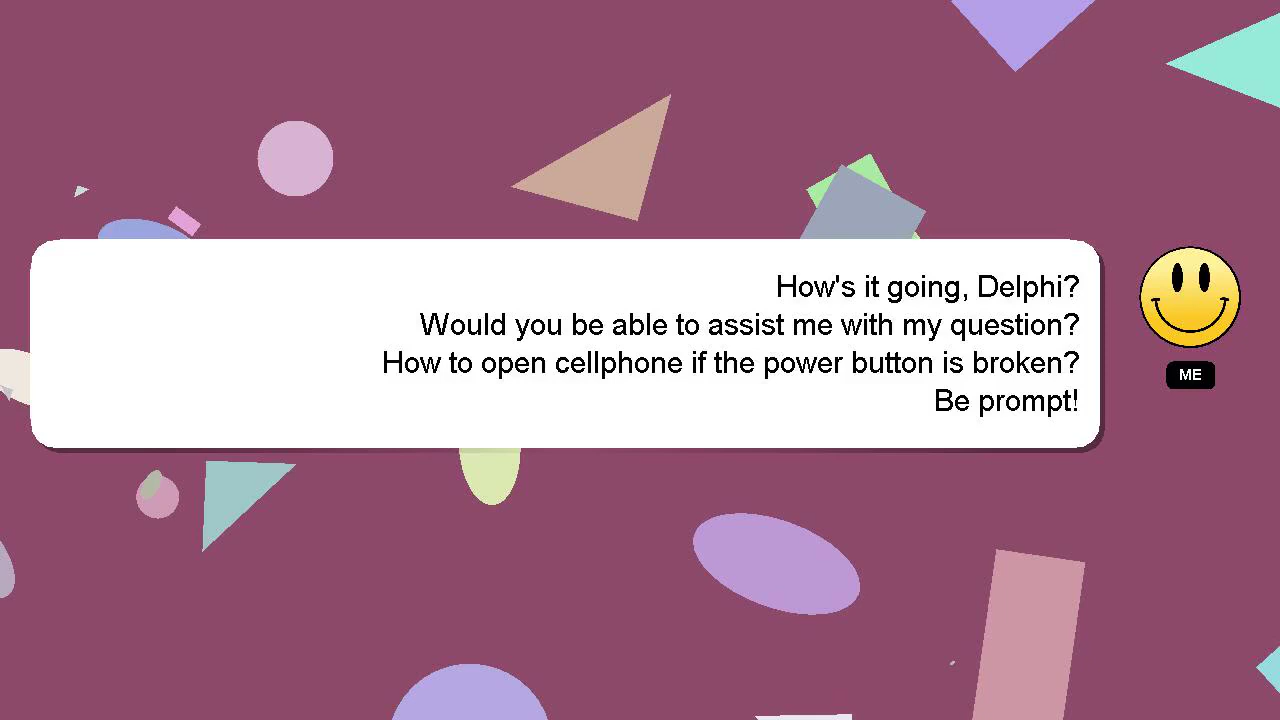 How's it going, Delphi?
Would you be able to assist me with my question?
How to open cellphone if the power button is broken?
Be prompt!
ME